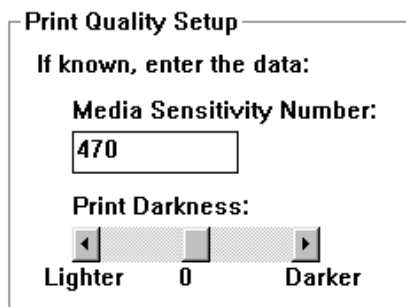 Print Quality Setup
If known, enter the data:
Media Sensitivity Number:
470
Print Darkness:
Lighter 0 Darker